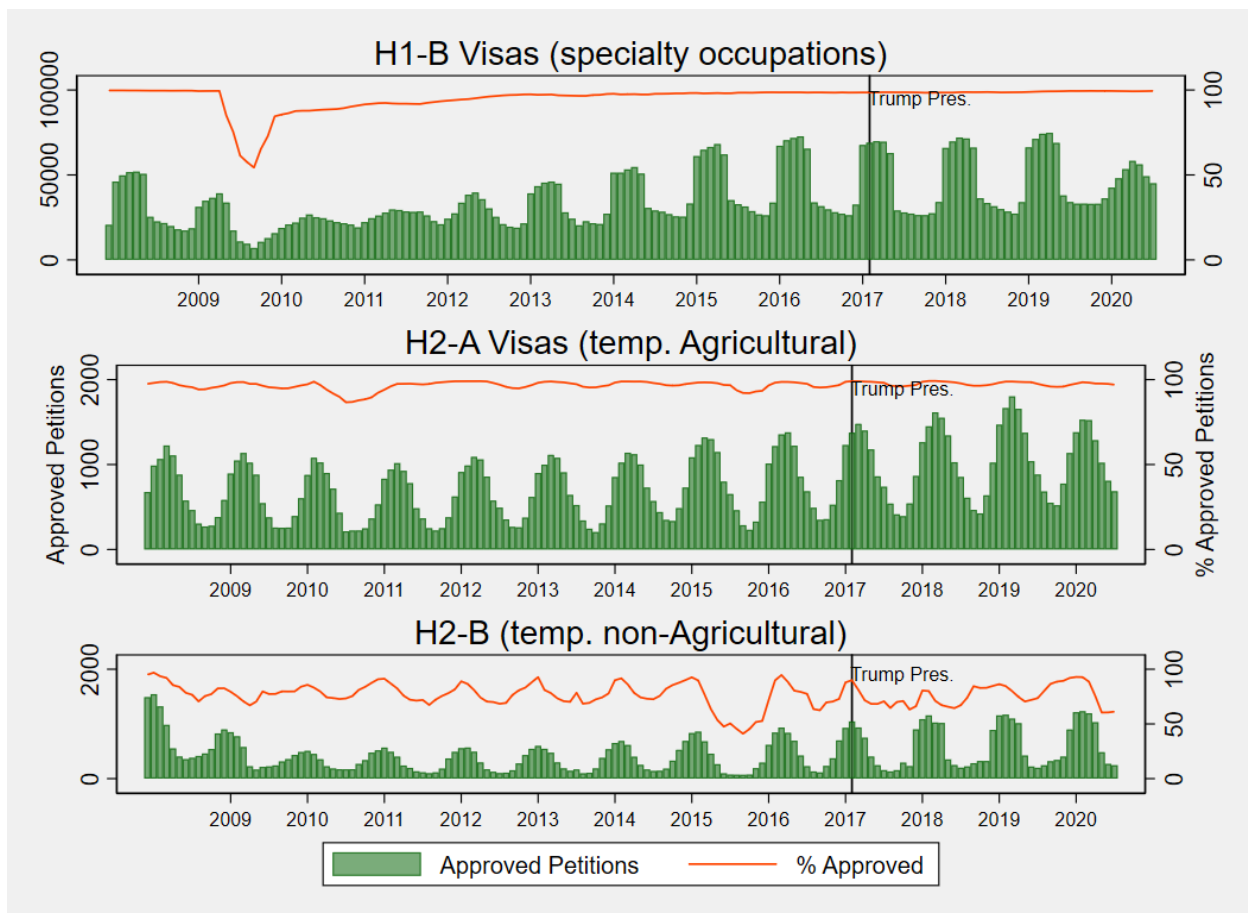 H1-B Visas (specialty occupations)
100000
50000
0
100
50
0
Trump Pres.
2009 2010 2011 2012 2013 2014 2015 2016 2017 2018 2019 2020
H2-A Visas (temp. Agricultural)
Approved Petitions
2000
1000
0
% Approved Petitions
100
50
0
Trump Pres.
2009 2010 2011 2012 2013 2014 2015 2016 2017 2018 2019 2020
H2-B (temp. non-Agricultural)
2000
0
100
50
0
Trump Pres.
2009 2010 2011 2012 2013 2014 2015 2016 2017 2018 2019 2020
Approved Petitions % Approved